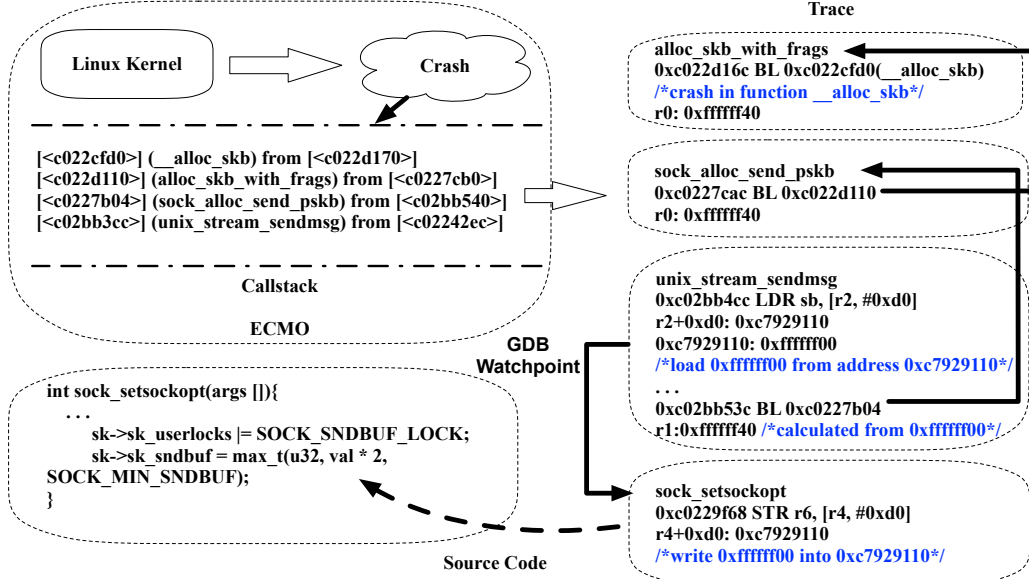 Linux Kernel
Crash
[<c022cfd0>] (__alloc_skb) from [<c022d170>]
[<c022d110>] (alloc_skb_with_frags) from [<c0227cb0>]
[<c0227b04>] (sock_alloc_send_pskb) from [<c02bb540>]
[<c02bb3cc>] (unix_stream_sendmsg) from [<c02242ec>]
Callstack
ECMO
int sock_setsockopt(args []){
. . .
sk->sk_userlocks |= SOCK_SNDBUF_LOCK;
sk->sk_sndbuf = max_t(u32, val * 2,
SOCK_MIN_SNDBUF);
}
Source Code
GDB
Watchpoint
Trace
alloc_skb_with_frags
0xc022d16c BL 0xc022cfd0(__alloc_skb)
/*crash in function __alloc_skb*/
r0: 0xffffff40
sock_alloc_send_pskb
0xc0227cac BL 0xc022d110
r0: 0xffffff40
unix_stream_sendmsg
0xc02bb4cc LDR sb, [r2, #0xd0]
r2+0xd0: 0xc7929110
0xc7929110: 0xffffff00
/*load 0xffffff00 from address 0xc7929110*/
. . .
0xc02bb53c BL 0xc0227b04
r1:0xffffff40 /*calculated from 0xffffff00*/
sock_setsockopt
0xc0229f68 STR r6, [r4, #0xd0]
r4+0xd0: 0xc7929110
/*write 0xffffff00 into 0xc7929110*/